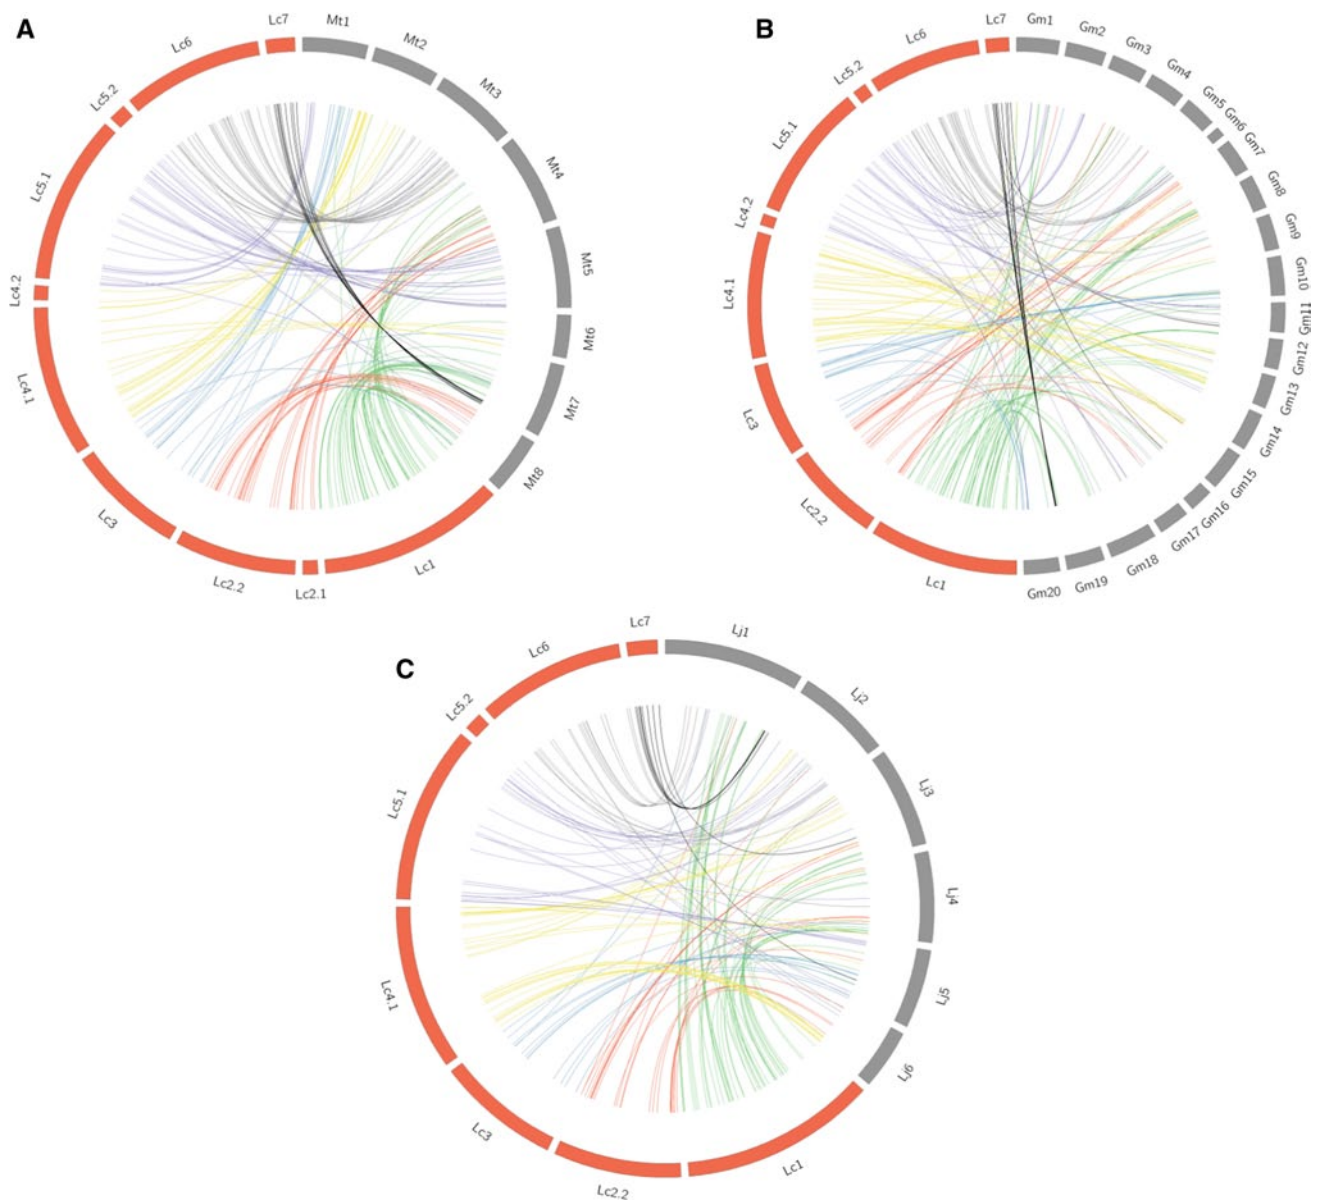 A
Lc7
Mt1
Mt2
Mt3
Mt4
Mt5
Mt6
Mt7
Mt8
Lc1
Lc2.1
Lc2.2
Lc3
Lc4.1
Lc4.2
Lc5.1
Lc5.2
Lc6
B
Lc7
Gm1
Gm2
Gm3
Gm4
Gm5
Gm6
Gm7
Gm8
Gm9
Gm10
Gm11
Gm12
Gm13
Gm14
Gm15
Gm16
Gm17
Gm18
Gm19
Gm20
Lc1
Lc2.2
Lc3
Lc4.1
Lc4.2
Lc5.1
Lc5.2
Lc6
C
Lc7
Lj1
Lj2
Lj3
Lj4
Lj5
Lj6
Lc1
Lc2.2
Lc3
Lc4.1
Lc5.1
Lc5.2
Lc6